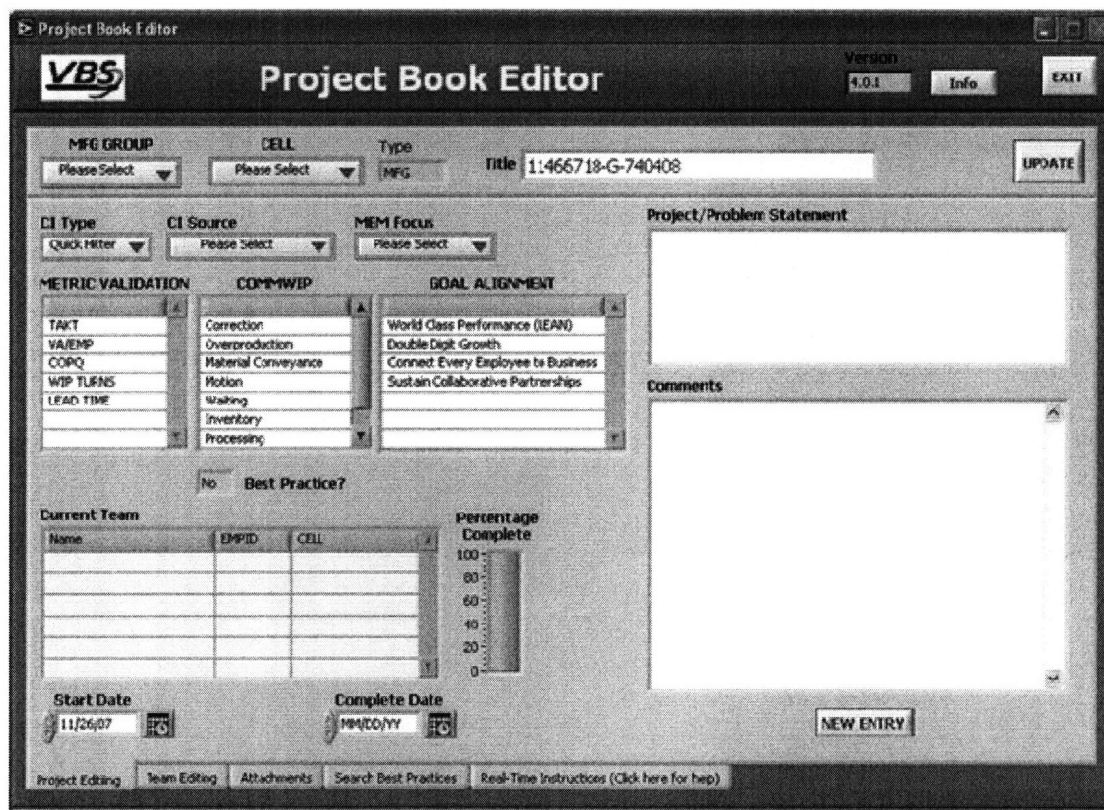 Project Book Editor
VBS
Project Book Editor
Version
4.0.1
Info
EXIT
MFG GROUP
Please Select
CELL
Please Select
Type
MFG
Title
11466718-G-740408
UPDATE
CI Type
Quick Hitter
CI Source
Please Select
MEM Focus
Please Select
METRIC VALIDATION
TAKT
VA/EMP
COPQ
WIP TURNS
LEAD TIME
COMMWIP
Correction
Overproduction
Material Conveyance
Motion
Waiting
Inventory
Processing
GOAL ALIGNMENT
World Class Performance (LEAN)
Double Digit Growth
Connect Every Employee to Business
Sustain Collaborative Partrerships
Project/Problem Statement
Comments
No
Best Practice?
Current Team
Name
EMPID
CELL
Percentage
Complete
100
80
60
40
20
0
Start Date
11/26/07
Complete Date
MM/DD/YY
NEW ENTRY
Project Editing
Team Editing
Attachments
Search Best Practices
Real-Time Instructions (Click here for help)